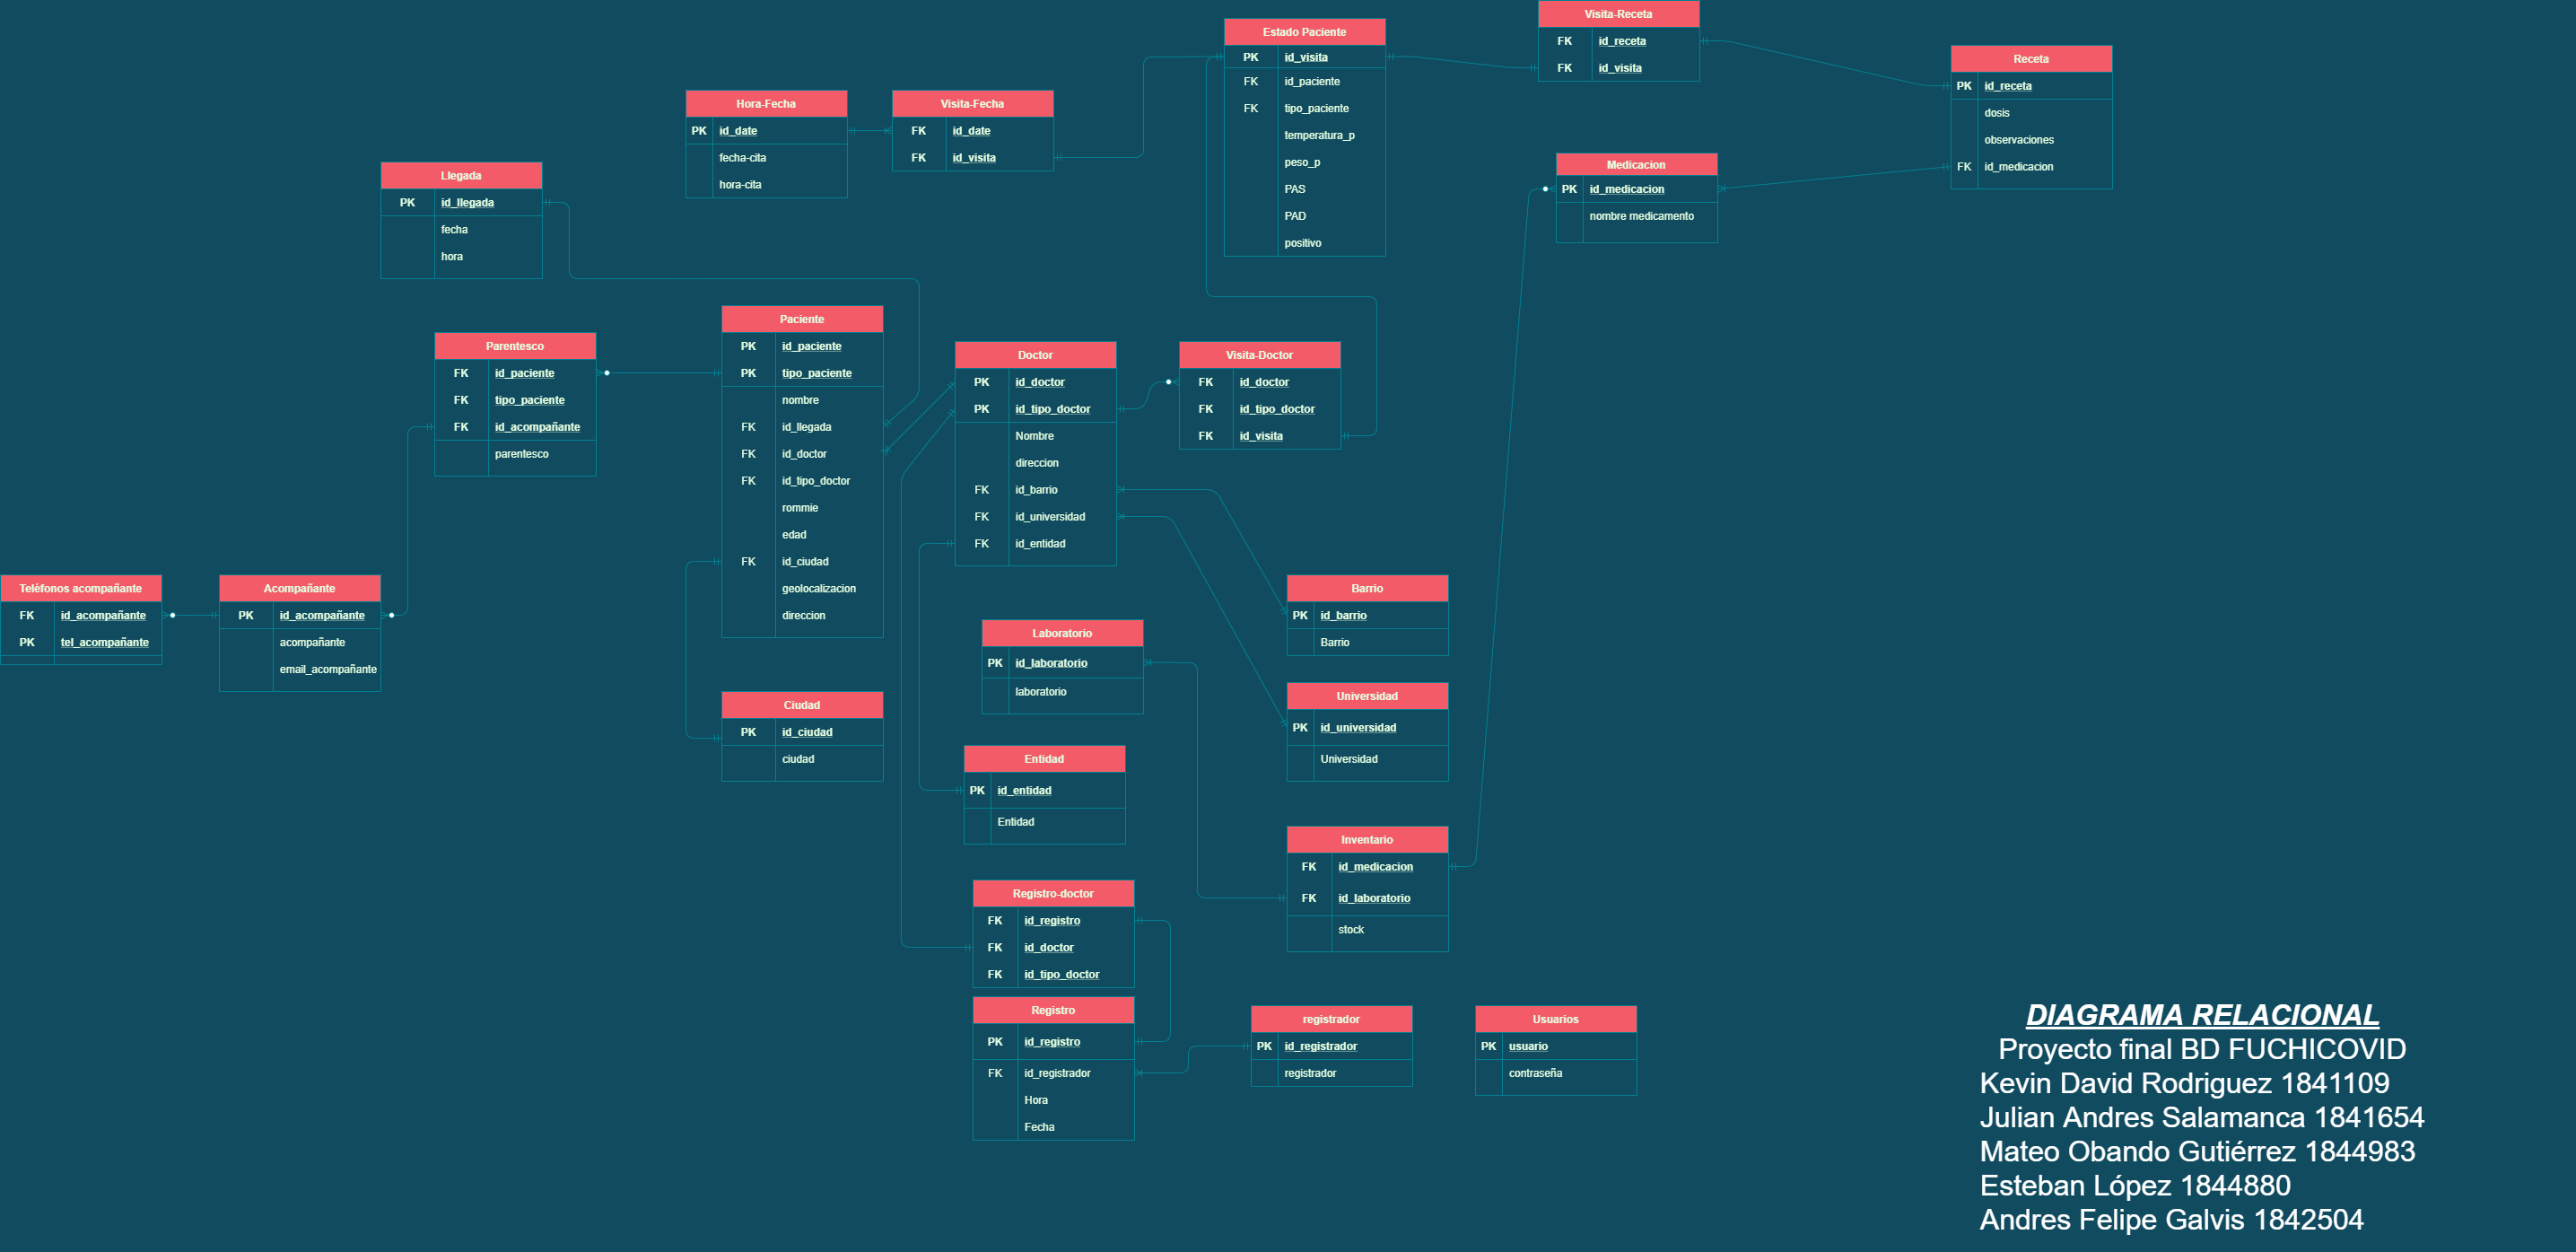 Visita-Receta
FK id_receta
FK id_visita
Estado Paciente
PK id_visita
FK id_paciente
FK tipo_paciente
temperatura_p
peso_p
PAS
PAD
positivo
Receta
PK id_receta
dosis
observaciones
FK id_medicacion
Hora-Fecha
PK id_date
fecha-cita
hora-cita
Visita-Fecha
FK id_date
FK id_visita
Medicacion
PK id_medicacion
nombre medicamento
Llegada
PK id_llegada
fecha
hora
Paciente
PK id_paciente
PK tipo_paciente
nombre
FK id_llegada
FK id_doctor
FK id_tipo_doctor
rommie
edad
FK id_ciudad
geolocalizacion
direccion
Parentesco
FK id_paciente
FK tipo_paciente
FK id_acompañante
parentesco
Doctor
PK id_doctor
PK id_tipo_doctor
Nombre
direccion
FK id_barrio
FK id_universidad
FK id_entidad
Visita-Doctor
FK id_doctor
FK id_tipo_doctor
FK id_visita
Teléfonos acompañante
FK id_acompañante
PK tel_acompañante
Acompañante
PK id_acompañante
acompañante
email_acompañante
Barrio
PK id_barrio
Barrio
Laboratorio
PK id_laboratorio
laboratorio
Universidad
PK id_universidad
Universidad
Ciudad
PK id_ciudad
ciudad
Entidad
PK id_entidad
Entidad
Inventario
FK id_medicacion
FK id_laboratorio
stock
Registro-doctor
FK id_registro
FK id_doctor
FK id_tipo_doctor
Registro
PK id_registro
FK id_registrador
Hora
Fecha
registrador
PK id_registrador
registrador
Usuarios
PK usuario
contraseña
DIAGRAMA RELACIONAL
Proyecto final BD FUCHICOVID
Kevin David Rodriguez 1841109
Julian Andres Salamanca 1841654
Mateo Obando Gutiérrez 1844983
Esteban López 1844880
Andres Felipe Galvis 1842504